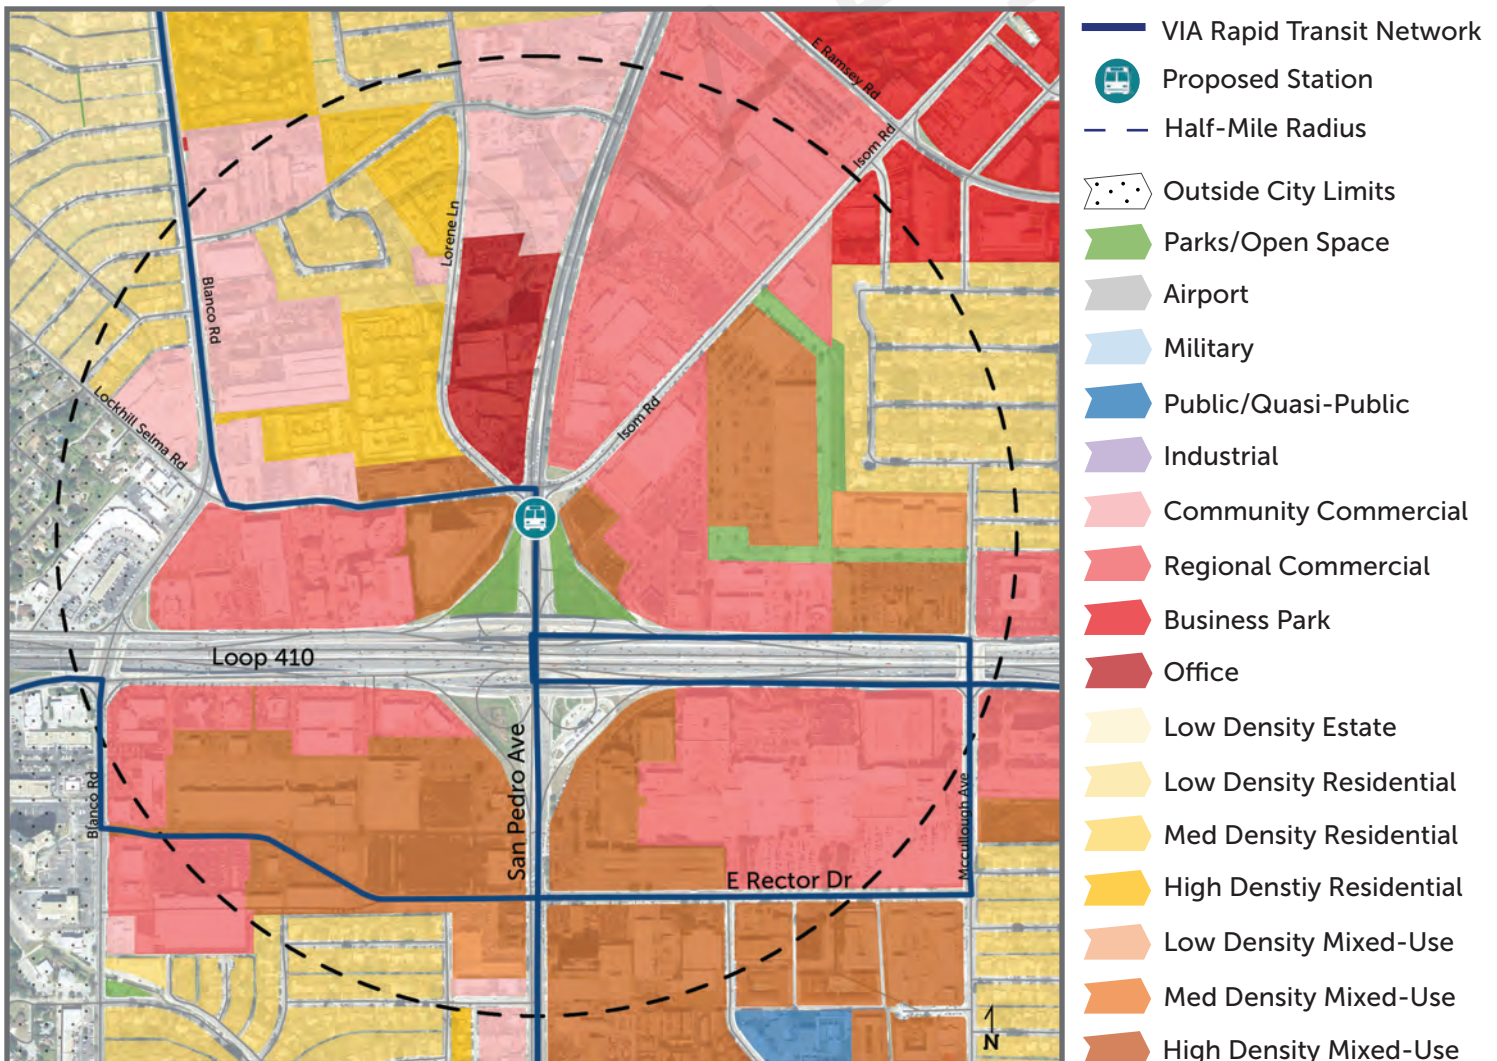 E Ramsey Rd
Isom Rd
Lorene Ln
Blanco Rd
Lockhill Selma Rd
Isom Rd
Loop 410
San Pedro Ave
Blanco Rd
Mccullough Ave
E Rector Dr
N
VIA Rapid Transit Network
Proposed Station
Half-Mile Radius
Outside City Limits
Parks/Open Space
Airport
Military
Public/Quasi-Public
Industrial
Community Commercial
Regional Commercial
Business Park
Office
Low Density Estate
Low Density Residential
Med Density Residential
High Denstiy Residential
Low Density Mixed-Use
Med Density Mixed-Use
High Density Mixed-Use